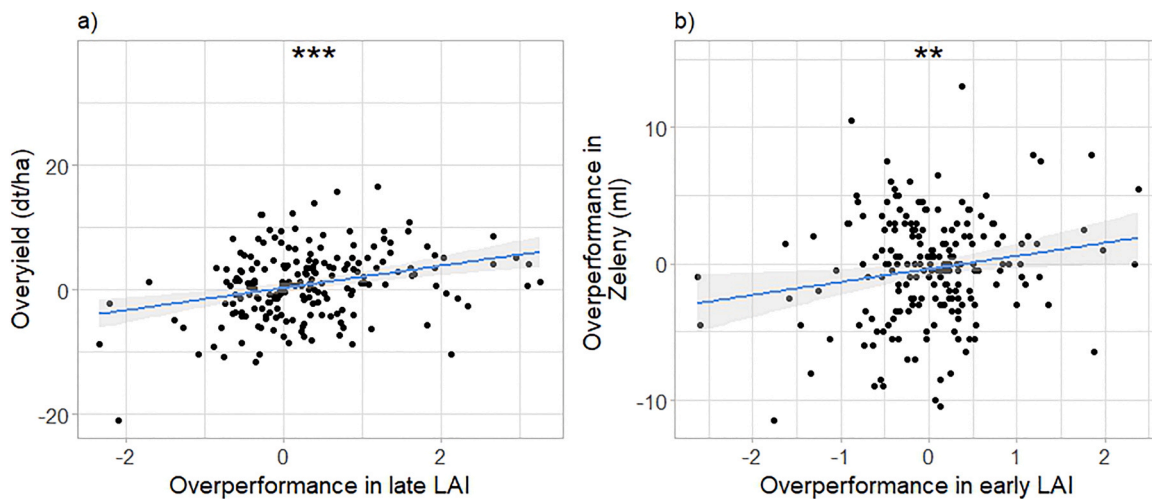 a)
***
Overyield (dt/ha)
20
0
-20
-2
0
2
Overperformance in late LAI
b)
**
Overperformance in
Zeleny (ml)
10
0
-10
-2
-1
0
1
2
Overperformance in early LAI